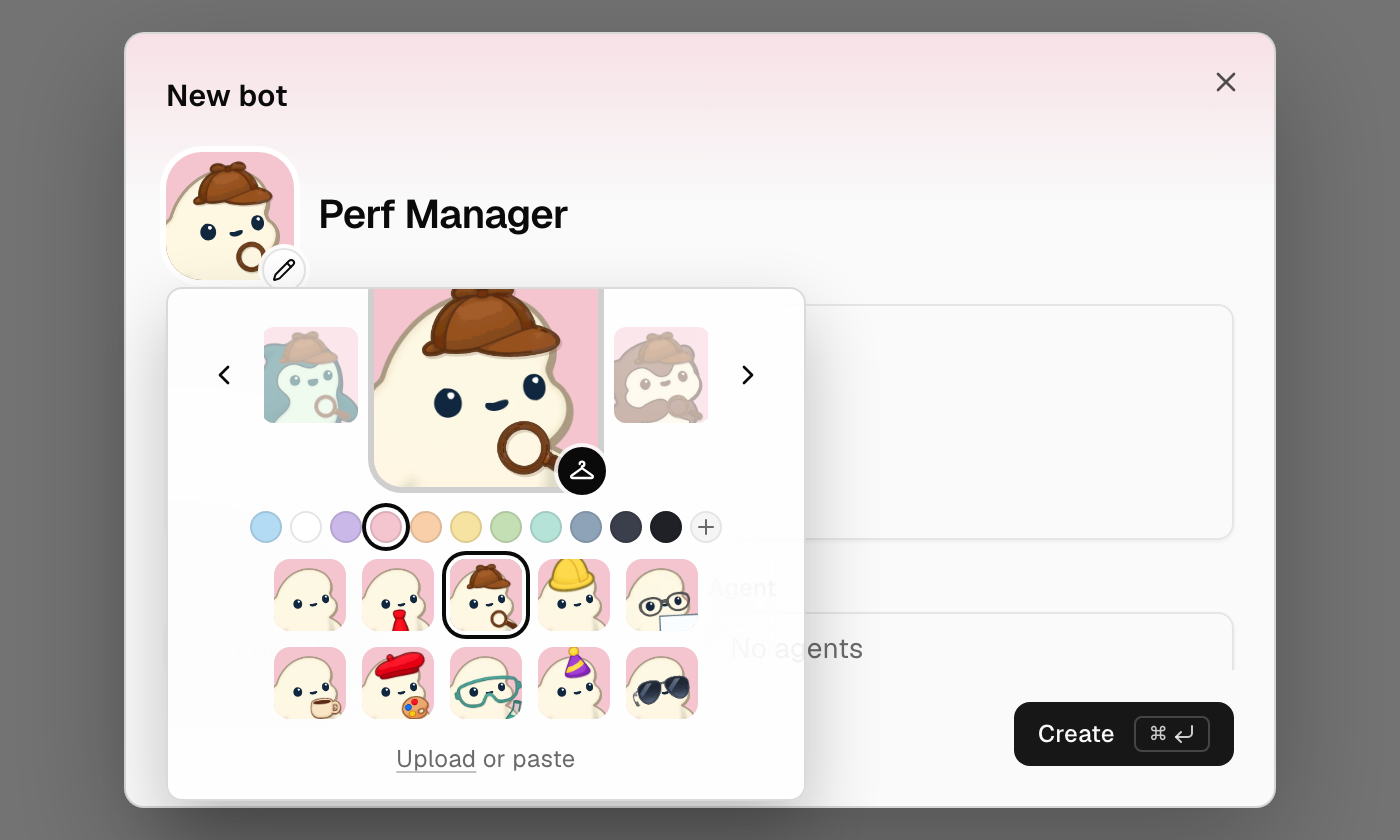 New bot
Perf Manager
Agent
No agents
Upload or paste
Create ⌘ ↵